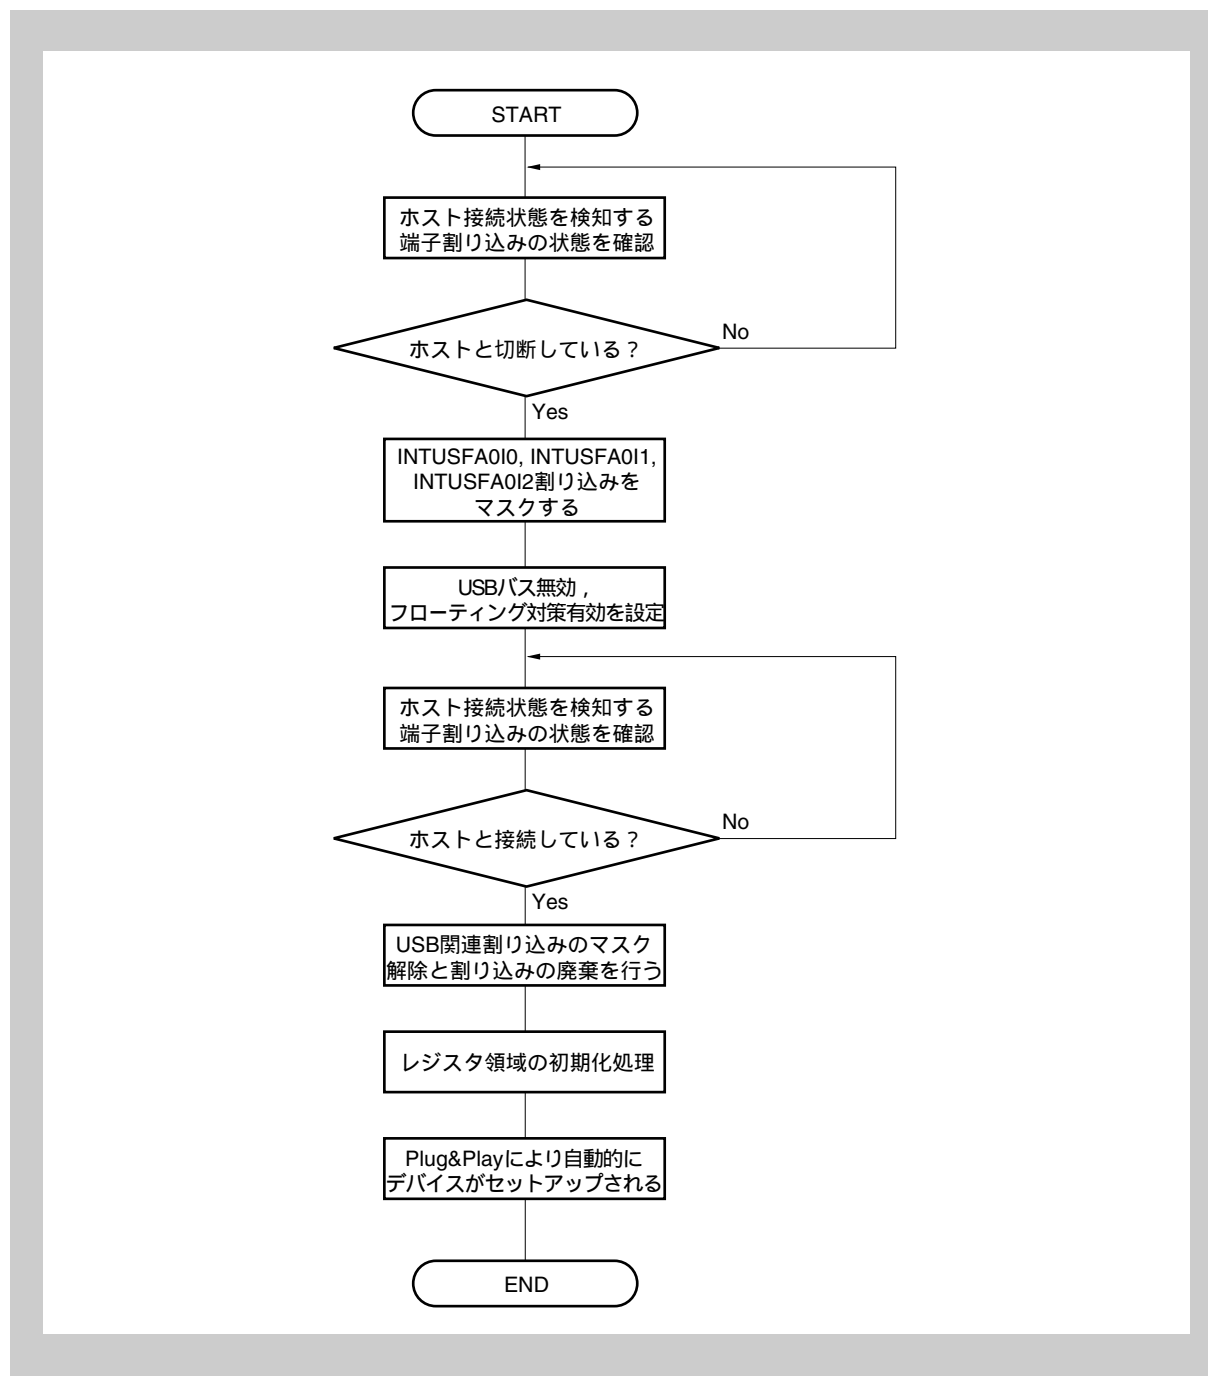 START
ホスト接続状態を検知する
端子割り込みの状態を確認
ホストと切断している？
No
Yes
INTUSFA0I0, INTUSFA0I1,
INTUSFA0I2割り込みを
マスクする
USBバス無効，
フローティング対策有効を設定
ホスト接続状態を検知する
端子割り込みの状態を確認
ホストと接続している？
No
Yes
USB関連割り込みのマスク
解除と割り込みの廃棄を行う
レジスタ領域の初期化処理
Plug&Playにより自動的に
デバイスがセットアップされる
END